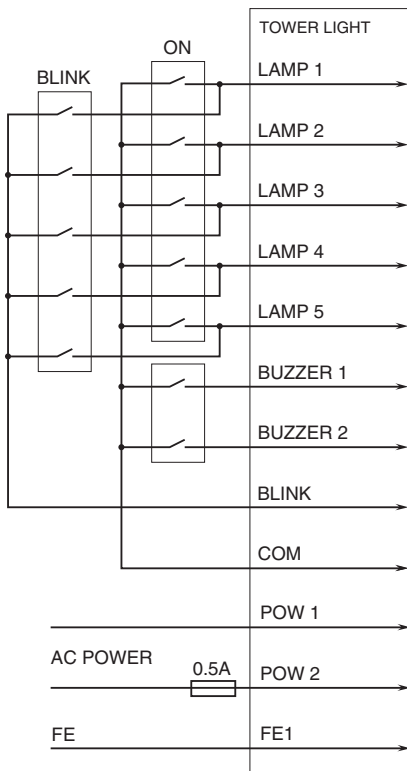 TOWER LIGHT
ON
LAMP 1
BLINK
LAMP 2
LAMP 3
LAMP 4
LAMP 5
BUZZER 1
BUZZER 2
BLINK
COM
POW 1
AC POWER
0.5A
POW 2
FE
FE1